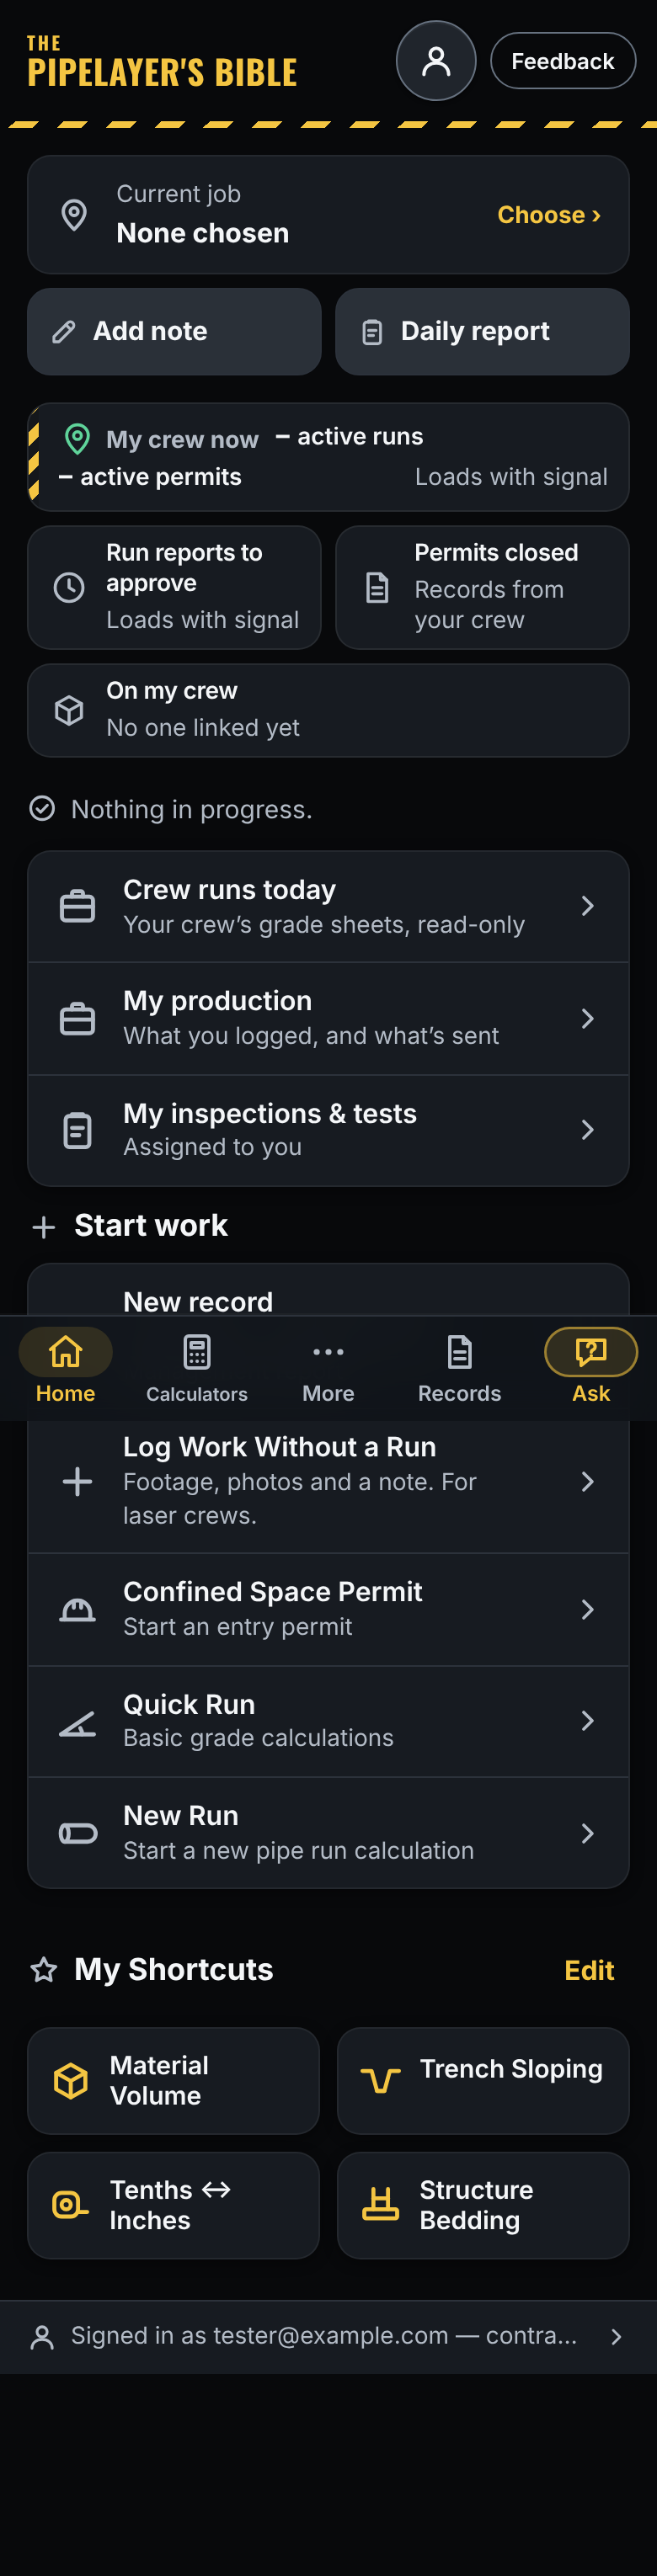 THE
PIPELAYER'S BIBLE
Feedback
Current job
None chosen
Choose ›
Add note
Daily report
My crew now – active runs
– active permits Loads with signal
Run reports to
approve
Loads with signal
Permits closed
Records from
your crew
On my crew
No one linked yet
Nothing in progress.
Crew runs today
Your crew’s grade sheets, read-only
My production
What you logged, and what’s sent
My inspections & tests
Assigned to you
Start work
New record
Home
Calculators
More
Records
Ask
Log Work Without a Run
Footage, photos and a note. For
laser crews.
Confined Space Permit
Start an entry permit
Quick Run
Basic grade calculations
New Run
Start a new pipe run calculation
My Shortcuts
Edit
Material
Volume
Trench Sloping
Tenths ↔
Inches
Structure
Bedding
Signed in as tester@example.com — contra...